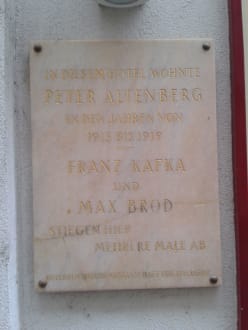 IN DIESEM HOTEL WOHNTE
PETER ALTENBERG
IN DEN JAHREN VON
1913 BIS 1919
FRANZ KAFKA
UND
MAX BROD
STIEGEN HIER
MEHRERE MALE AB